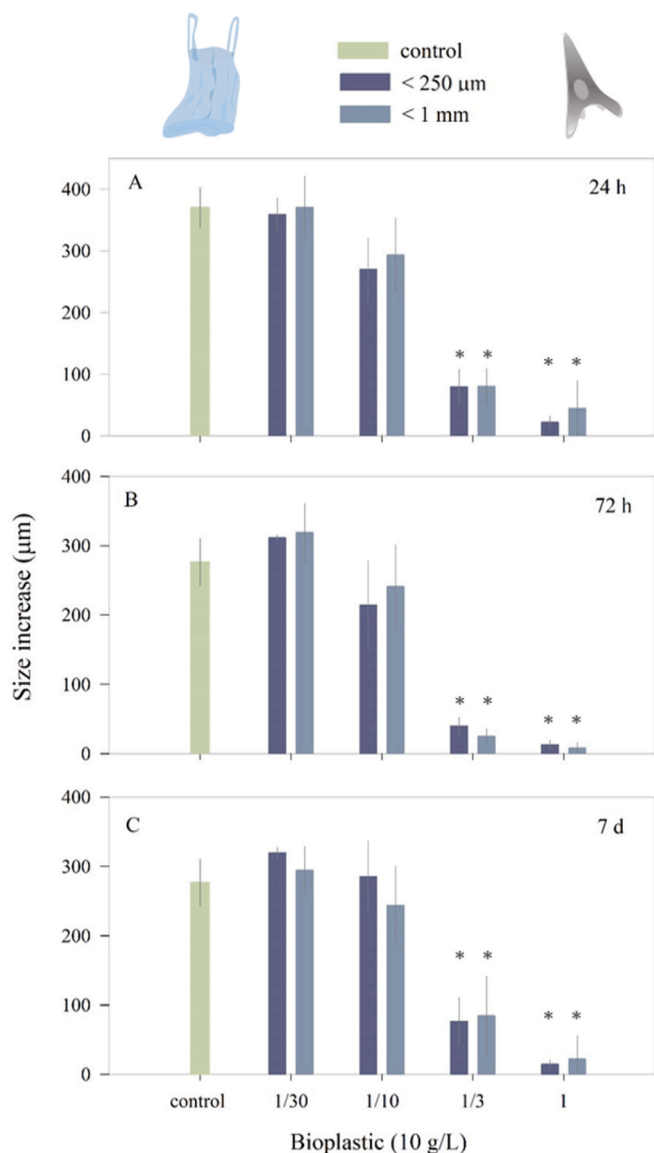 control
< 250 μm
< 1 mm
A
24 h
400
300
200
100
0
* * * *
B
72 h
400
300
200
100
0
* * * *
C
7 d
400
300
200
100
0
* * * *
Size increase (μm)
control 1/30 1/10 1/3 1
Bioplastic (10 g/L)